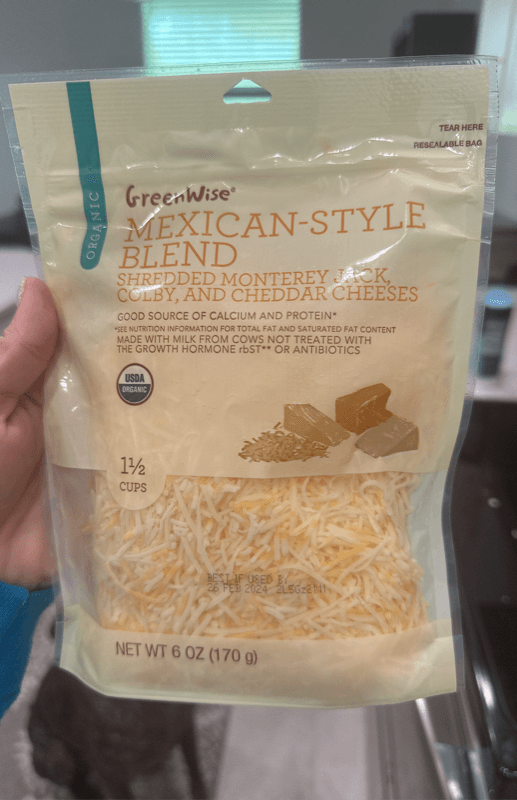 TEAR HERE
RESEALABLE BAG
ORGANIC
GreenWise®
MEXICAN-STYLE
BLEND
SHREDDED MONTEREY JACK,
COLBY, AND CHEDDAR CHEESES
GOOD SOURCE OF CALCIUM AND PROTEIN*
*SEE NUTRITION INFORMATION FOR TOTAL FAT AND SATURATED FAT CONTENT
MADE WITH MILK FROM COWS NOT TREATED WITH
THE GROWTH HORMONE rbST** OR ANTIBIOTICS
USDA
ORGANIC
1½
CUPS
BEST IF USED BY
26 FEB 2024
NET WT 6 OZ (170 g)